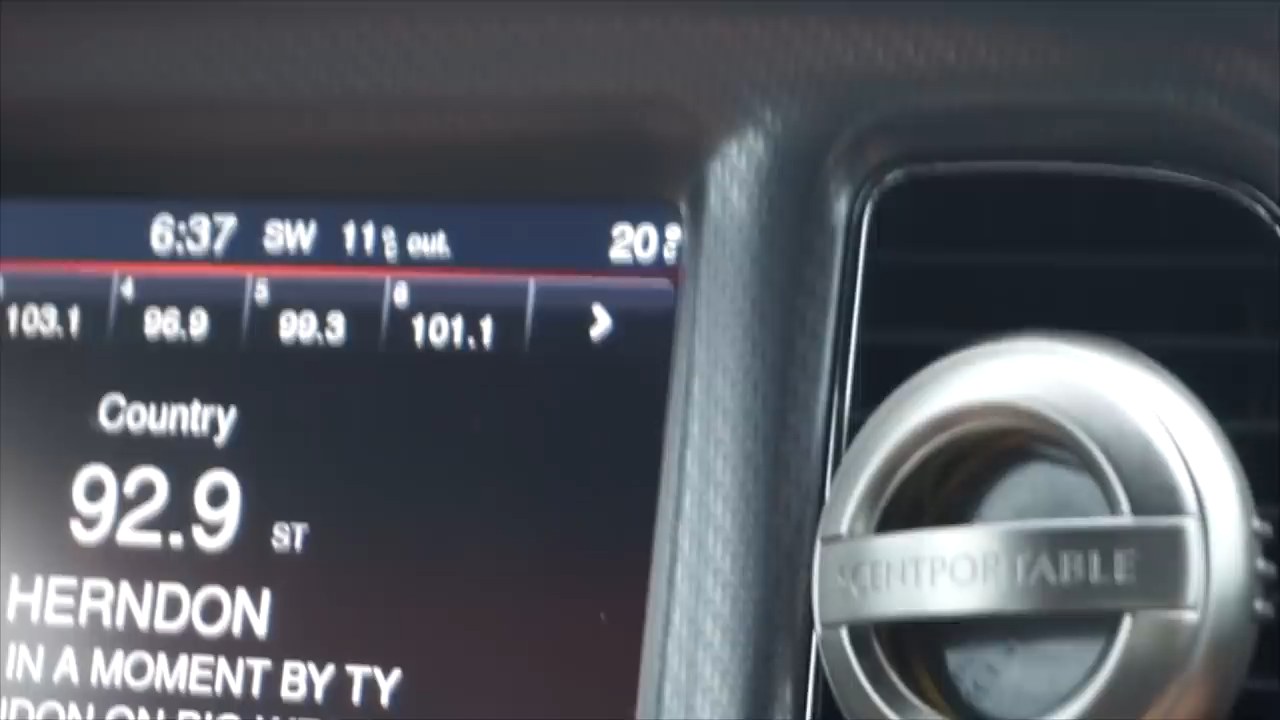 6:37 SW 11°C out. 20°C
103.1 4 96.9 5 99.3 6 101.1 >
Country
92.9 ST
HERNDON
IN A MOMENT BY TY
SCENTPORTABLE